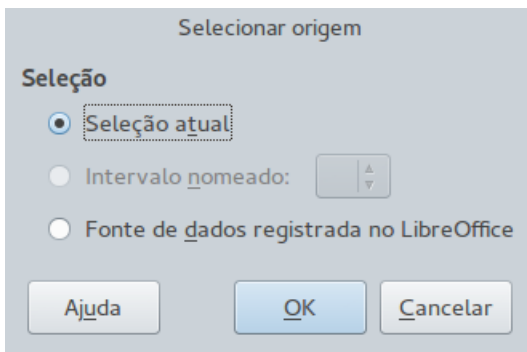 Selecionar origem
Seleção
Seleção atual
Intervalo nomeado:
Fonte de dados registrada no LibreOffice
Ajuda OK Cancelar